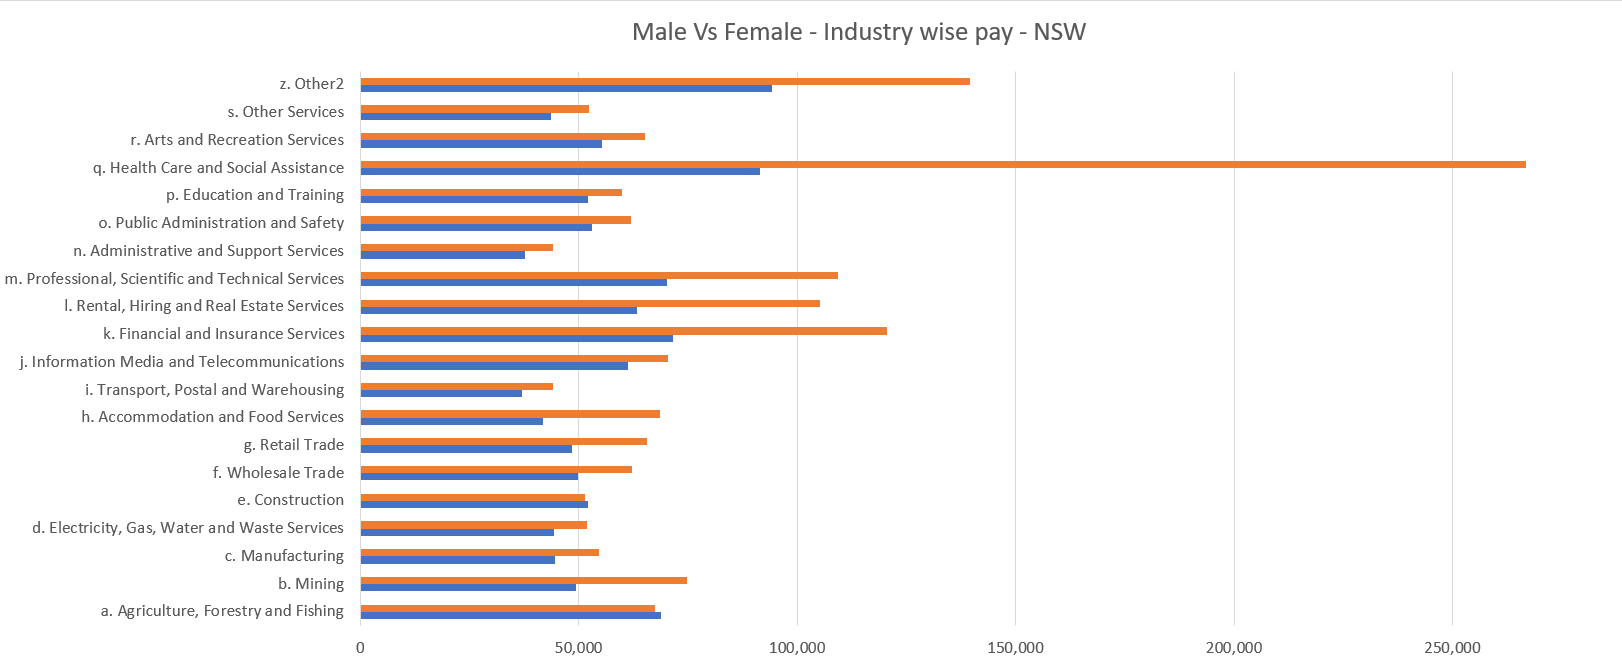 Male Vs Female - Industry wise pay - NSW
z. Other2
s. Other Services
r. Arts and Recreation Services
q. Health Care and Social Assistance
p. Education and Training
o. Public Administration and Safety
n. Administrative and Support Services
m. Professional, Scientific and Technical Services
l. Rental, Hiring and Real Estate Services
k. Financial and Insurance Services
j. Information Media and Telecommunications
i. Transport, Postal and Warehousing
h. Accommodation and Food Services
g. Retail Trade
f. Wholesale Trade
e. Construction
d. Electricity, Gas, Water and Waste Services
c. Manufacturing
b. Mining
a. Agriculture, Forestry and Fishing
0 50,000 100,000 150,000 200,000 250,000